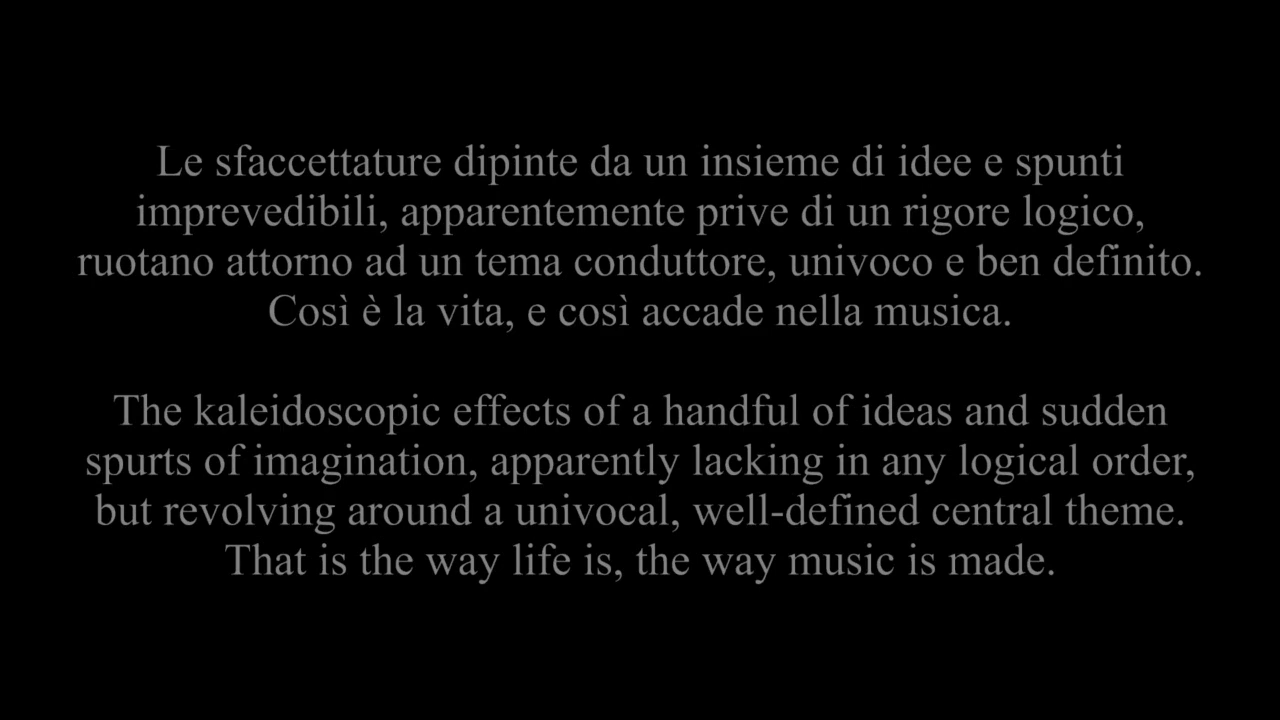 Le sfaccettature dipinte da un insieme di idee e spunti
imprevedibili, apparentemente prive di un rigore logico,
ruotano attorno ad un tema conduttore, univoco e ben definito.
Così è la vita, e così accade nella musica.
The kaleidoscopic effects of a handful of ideas and sudden
spurts of imagination, apparently lacking in any logical order,
but revolving around a univocal, well-defined central theme.
That is the way life is, the way music is made.